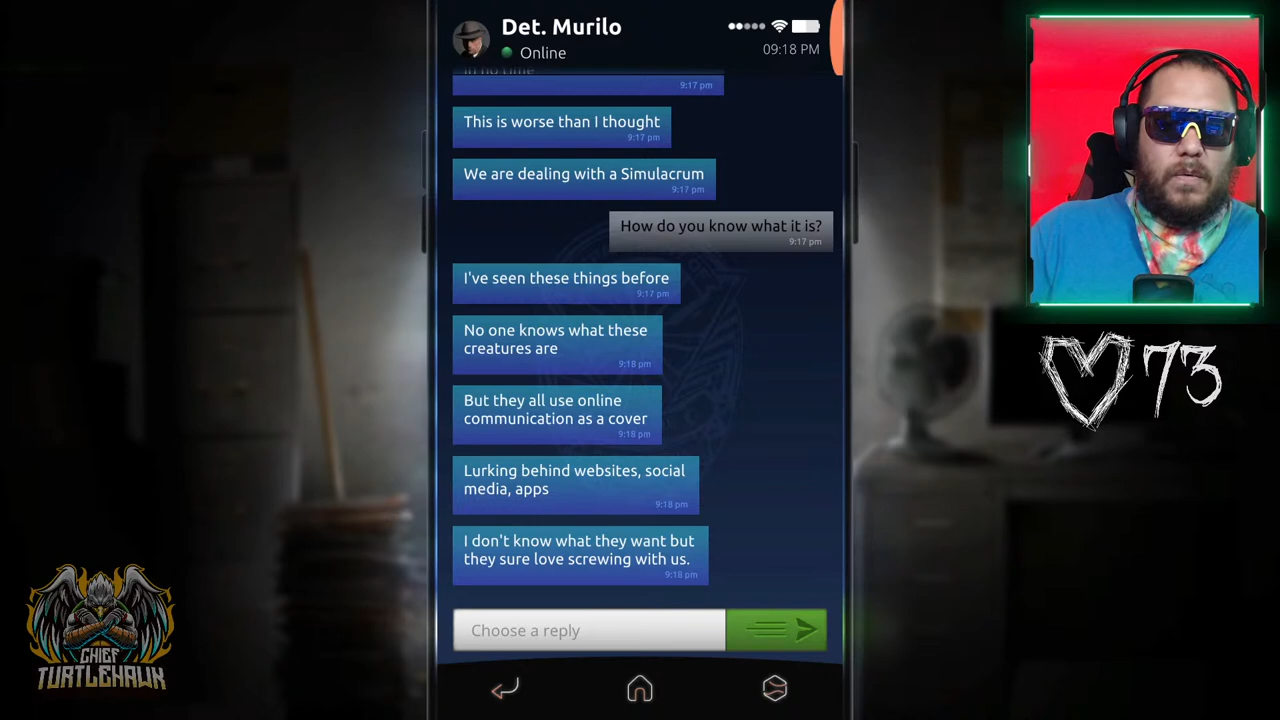 Det. Murilo
Online
09:18 PM
in no time
9:17 pm
This is worse than I thought
9:17 pm
We are dealing with a Simulacrum
9:17 pm
How do you know what it is?
9:17 pm
I've seen these things before
9:17 pm
No one knows what these
creatures are
9:18 pm
But they all use online
communication as a cover
9:18 pm
Lurking behind websites, social
media, apps
9:18 pm
I don't know what they want but
they sure love screwing with us.
9:18 pm
Choose a reply
73
CHIEF
TURTLEHAWK